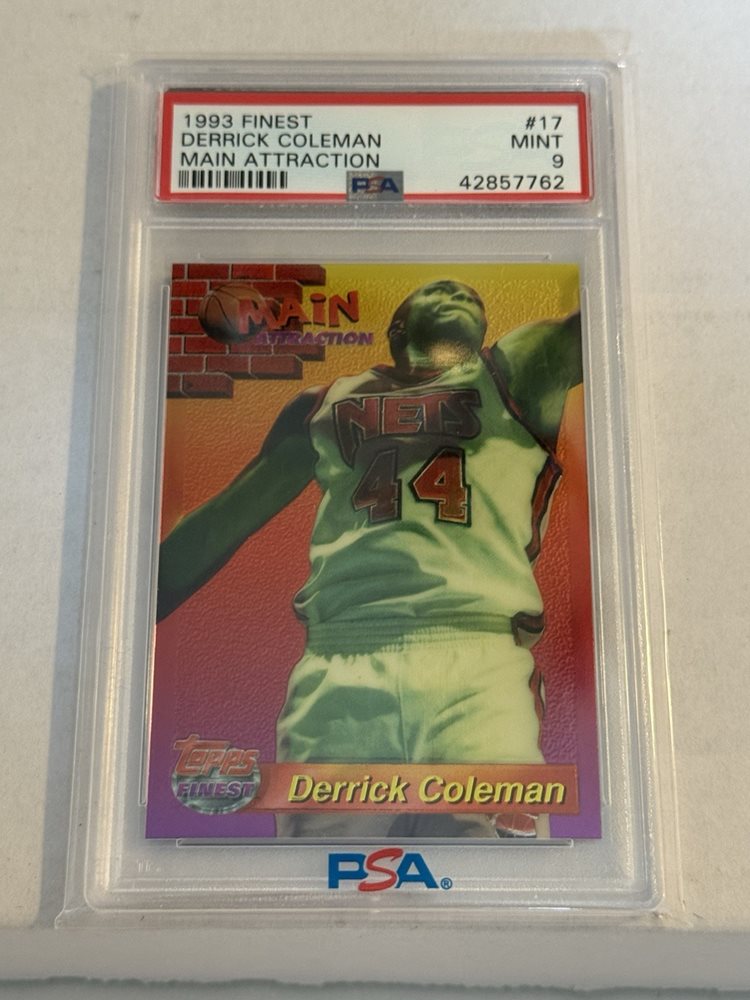 1993 FINEST #17
DERRICK COLEMAN MINT
MAIN ATTRACTION 9
PSA 42857762
MAiN
ATTRACTION
NETS
44
TOPPS
FINEST
Derrick Coleman
PSA®